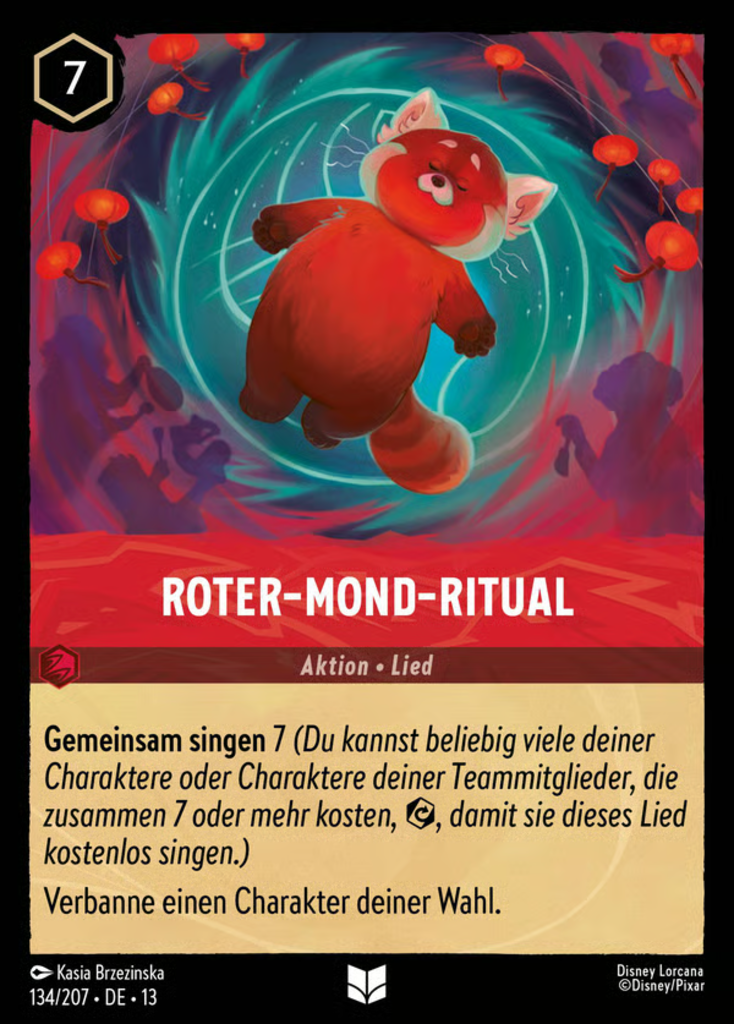 7
ROTER-MOND-RITUAL
Aktion • Lied
Gemeinsam singen 7 (Du kannst beliebig viele deiner
Charaktere oder Charaktere deiner Teammitglieder, die
zusammen 7 oder mehr kosten, , damit sie dieses Lied
kostenlos singen.)
Verbanne einen Charakter deiner Wahl.
Kasia Brzezinska
134/207 • DE • 13
Disney Lorcana
©Disney/Pixar